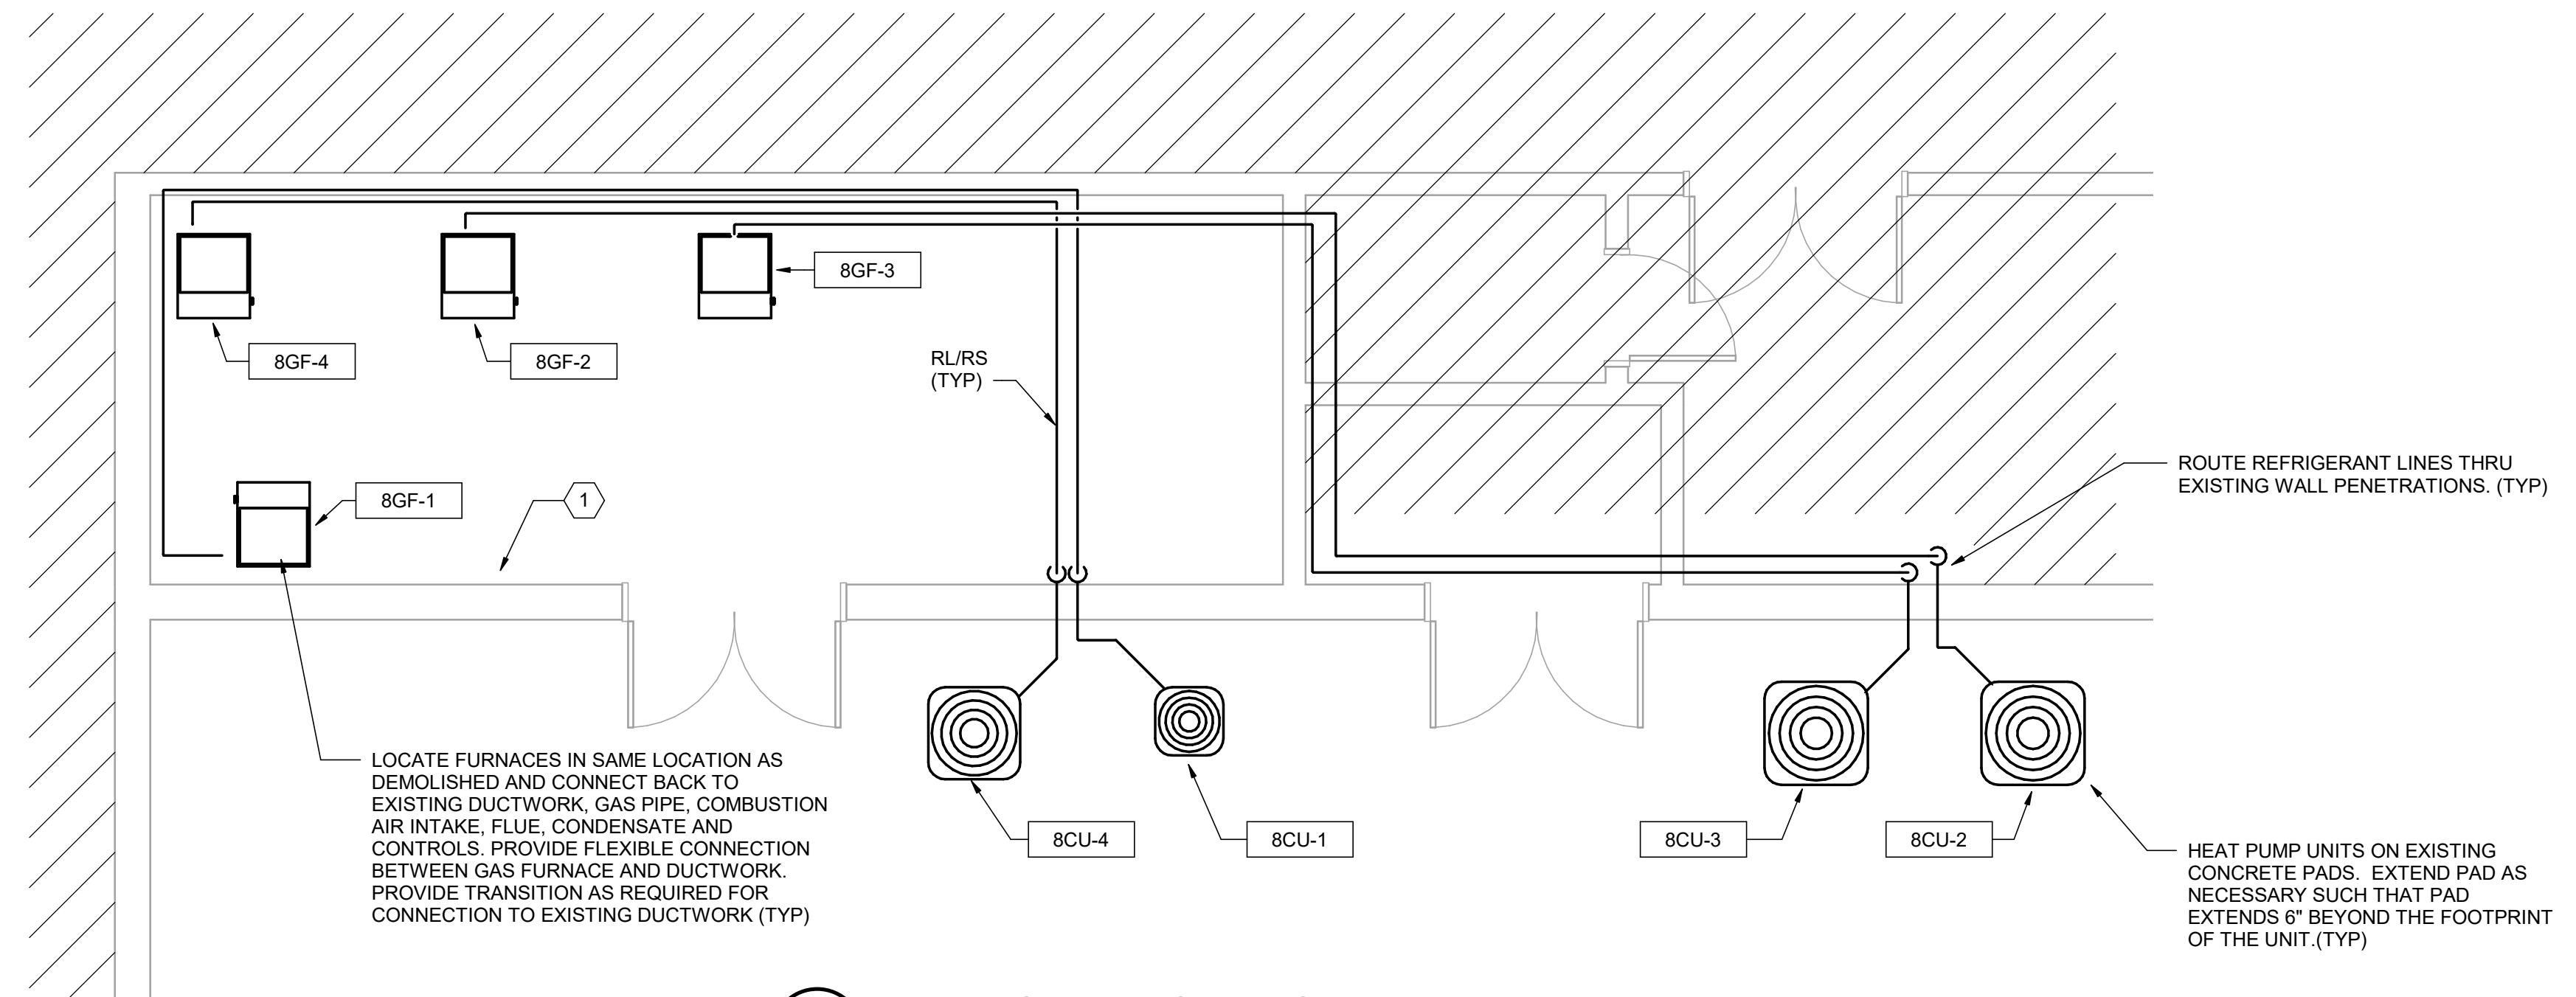 8GF-3
8GF-4
8GF-2
RL/RS
(TYP)
8GF-1
1
ROUTE REFRIGERANT LINES THRU
EXISTING WALL PENETRATIONS. (TYP)
LOCATE FURNACES IN SAME LOCATION AS
DEMOLISHED AND CONNECT BACK TO
EXISTING DUCTWORK, GAS PIPE, COMBUSTION
AIR INTAKE, FLUE, CONDENSATE AND
CONTROLS. PROVIDE FLEXIBLE CONNECTION
BETWEEN GAS FURNACE AND DUCTWORK.
PROVIDE TRANSITION AS REQUIRED FOR
CONNECTION TO EXISTING DUCTWORK (TYP)
8CU-4
8CU-1
8CU-3
8CU-2
HEAT PUMP UNITS ON EXISTING
CONCRETE PADS.  EXTEND PAD AS
NECESSARY SUCH THAT PAD
EXTENDS 6" BEYOND THE FOOTPRINT
OF THE UNIT.(TYP)